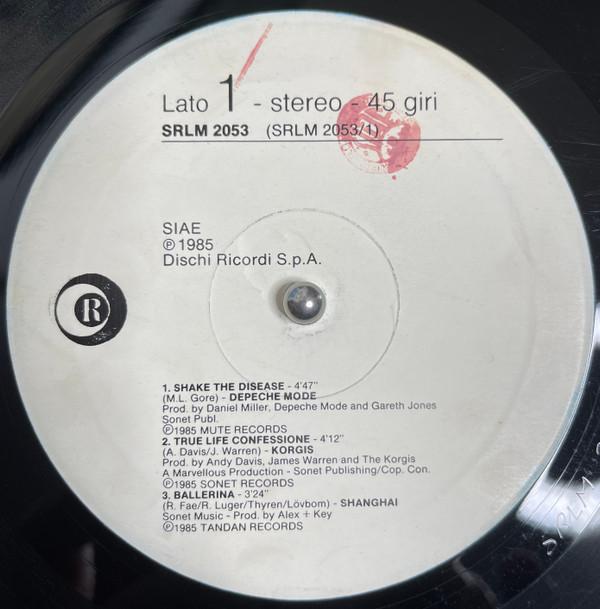 Lato 1 - stereo - 45 giri
SRLM 2053 (SRLM 2053/1)
SIAE
℗ 1985
Dischi Ricordi S.p.A.
R
1. SHAKE THE DISEASE - 4'47"
(M.L. Gore) - DEPECHE MODE
Prod. by Daniel Miller, Depeche Mode and Gareth Jones
Sonet Publ.
℗1985 MUTE RECORDS
2. TRUE LIFE CONFESSIONE - 4'12"
(A. Davis/J. Warren) - KORGIS
Prod. by Andy Davis, James Warren and The Korgis
A Marvellous Production - Sonet Publishing/Cop. Con.
℗1985 SONET RECORDS
3. BALLERINA - 3'24"
(R. Fae/R. Luger/Thyren/Lövbom) - SHANGHAI
Sonet Music - Prod. by Alex + Key
℗1985 TANDAN RECORDS
SRLM